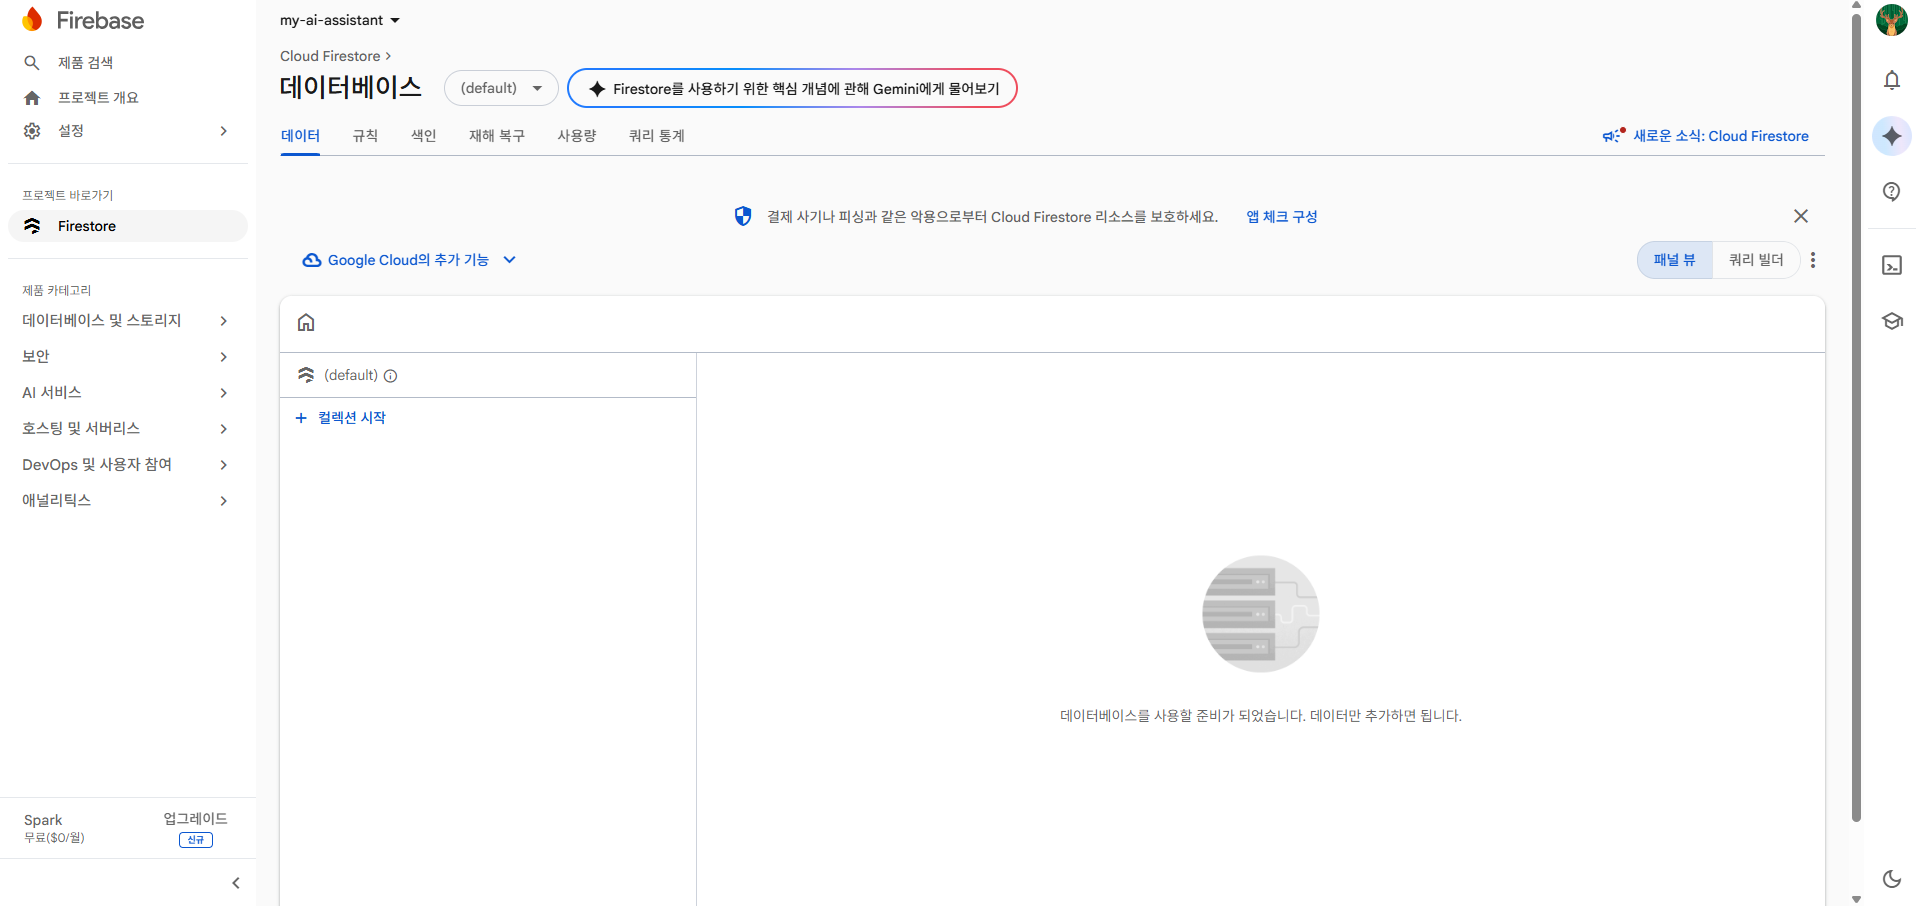 Firebase
제품 검색
프로젝트 개요
설정
프로젝트 바로가기
Firestore
제품 카테고리
데이터베이스 및 스토리지
보안
AI 서비스
호스팅 및 서버리스
DevOps 및 사용자 참여
애널리틱스
Spark
무료($0/월)
업그레이드
신규
my-ai-assistant
Cloud Firestore
데이터베이스
(default)
Firestore를 사용하기 위한 핵심 개념에 관해 Gemini에게 물어보기
데이터 규칙 색인 재해 복구 사용량 쿼리 통계
새로운 소식: Cloud Firestore
결제 사기나 피싱과 같은 악용으로부터 Cloud Firestore 리소스를 보호하세요. 앱 체크 구성
Google Cloud의 추가 기능
패널 뷰 쿼리 빌더
(default)
컬렉션 시작
데이터베이스를 사용할 준비가 되었습니다. 데이터만 추가하면 됩니다.